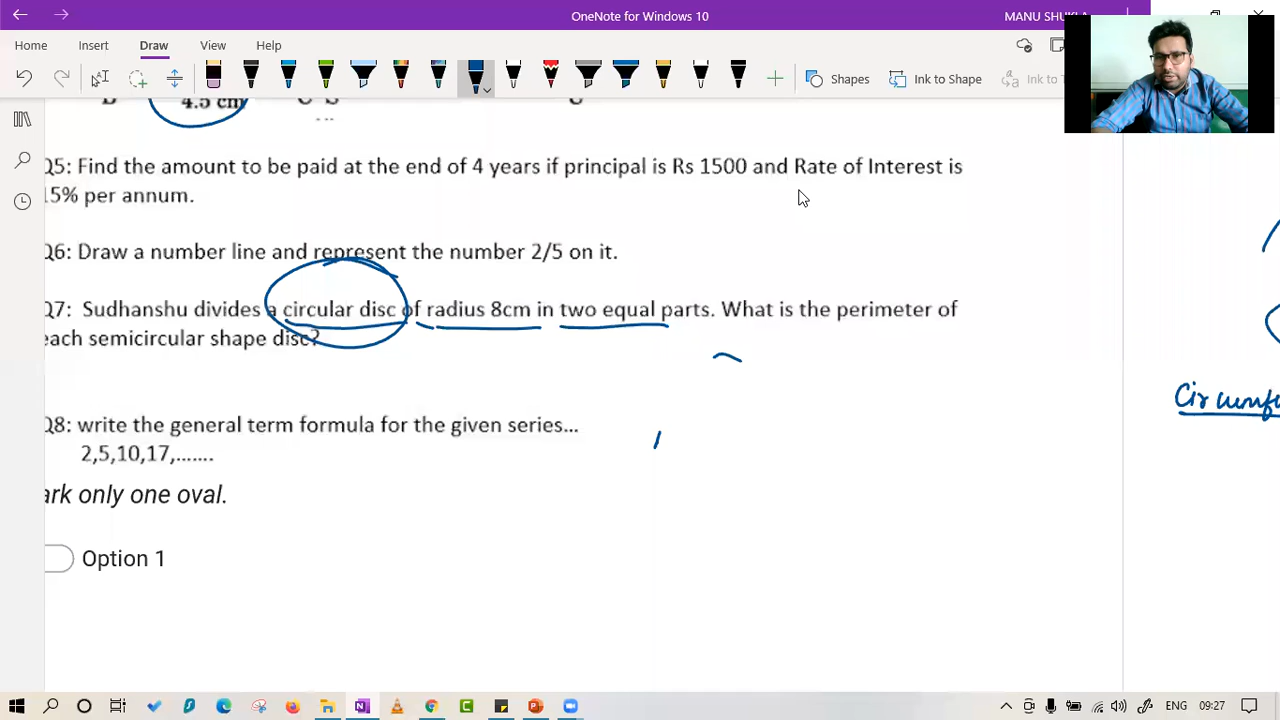 OneNote for Windows 10
MANU SHUKLA
Home Insert Draw View Help
Shapes Ink to Shape Ink to
4.5 cm
Q5: Find the amount to be paid at the end of 4 years if principal is Rs 1500 and Rate of Interest is
15% per annum.
Q6: Draw a number line and represent the number 2/5 on it.
Q7: Sudhanshu divides a circular disc of radius 8cm in two equal parts. What is the perimeter of
each semicircular shape disc?
Circumf
Q8: write the general term formula for the given series...
2,5,10,17,.......
ark only one oval.
Option 1
ENG 09:27